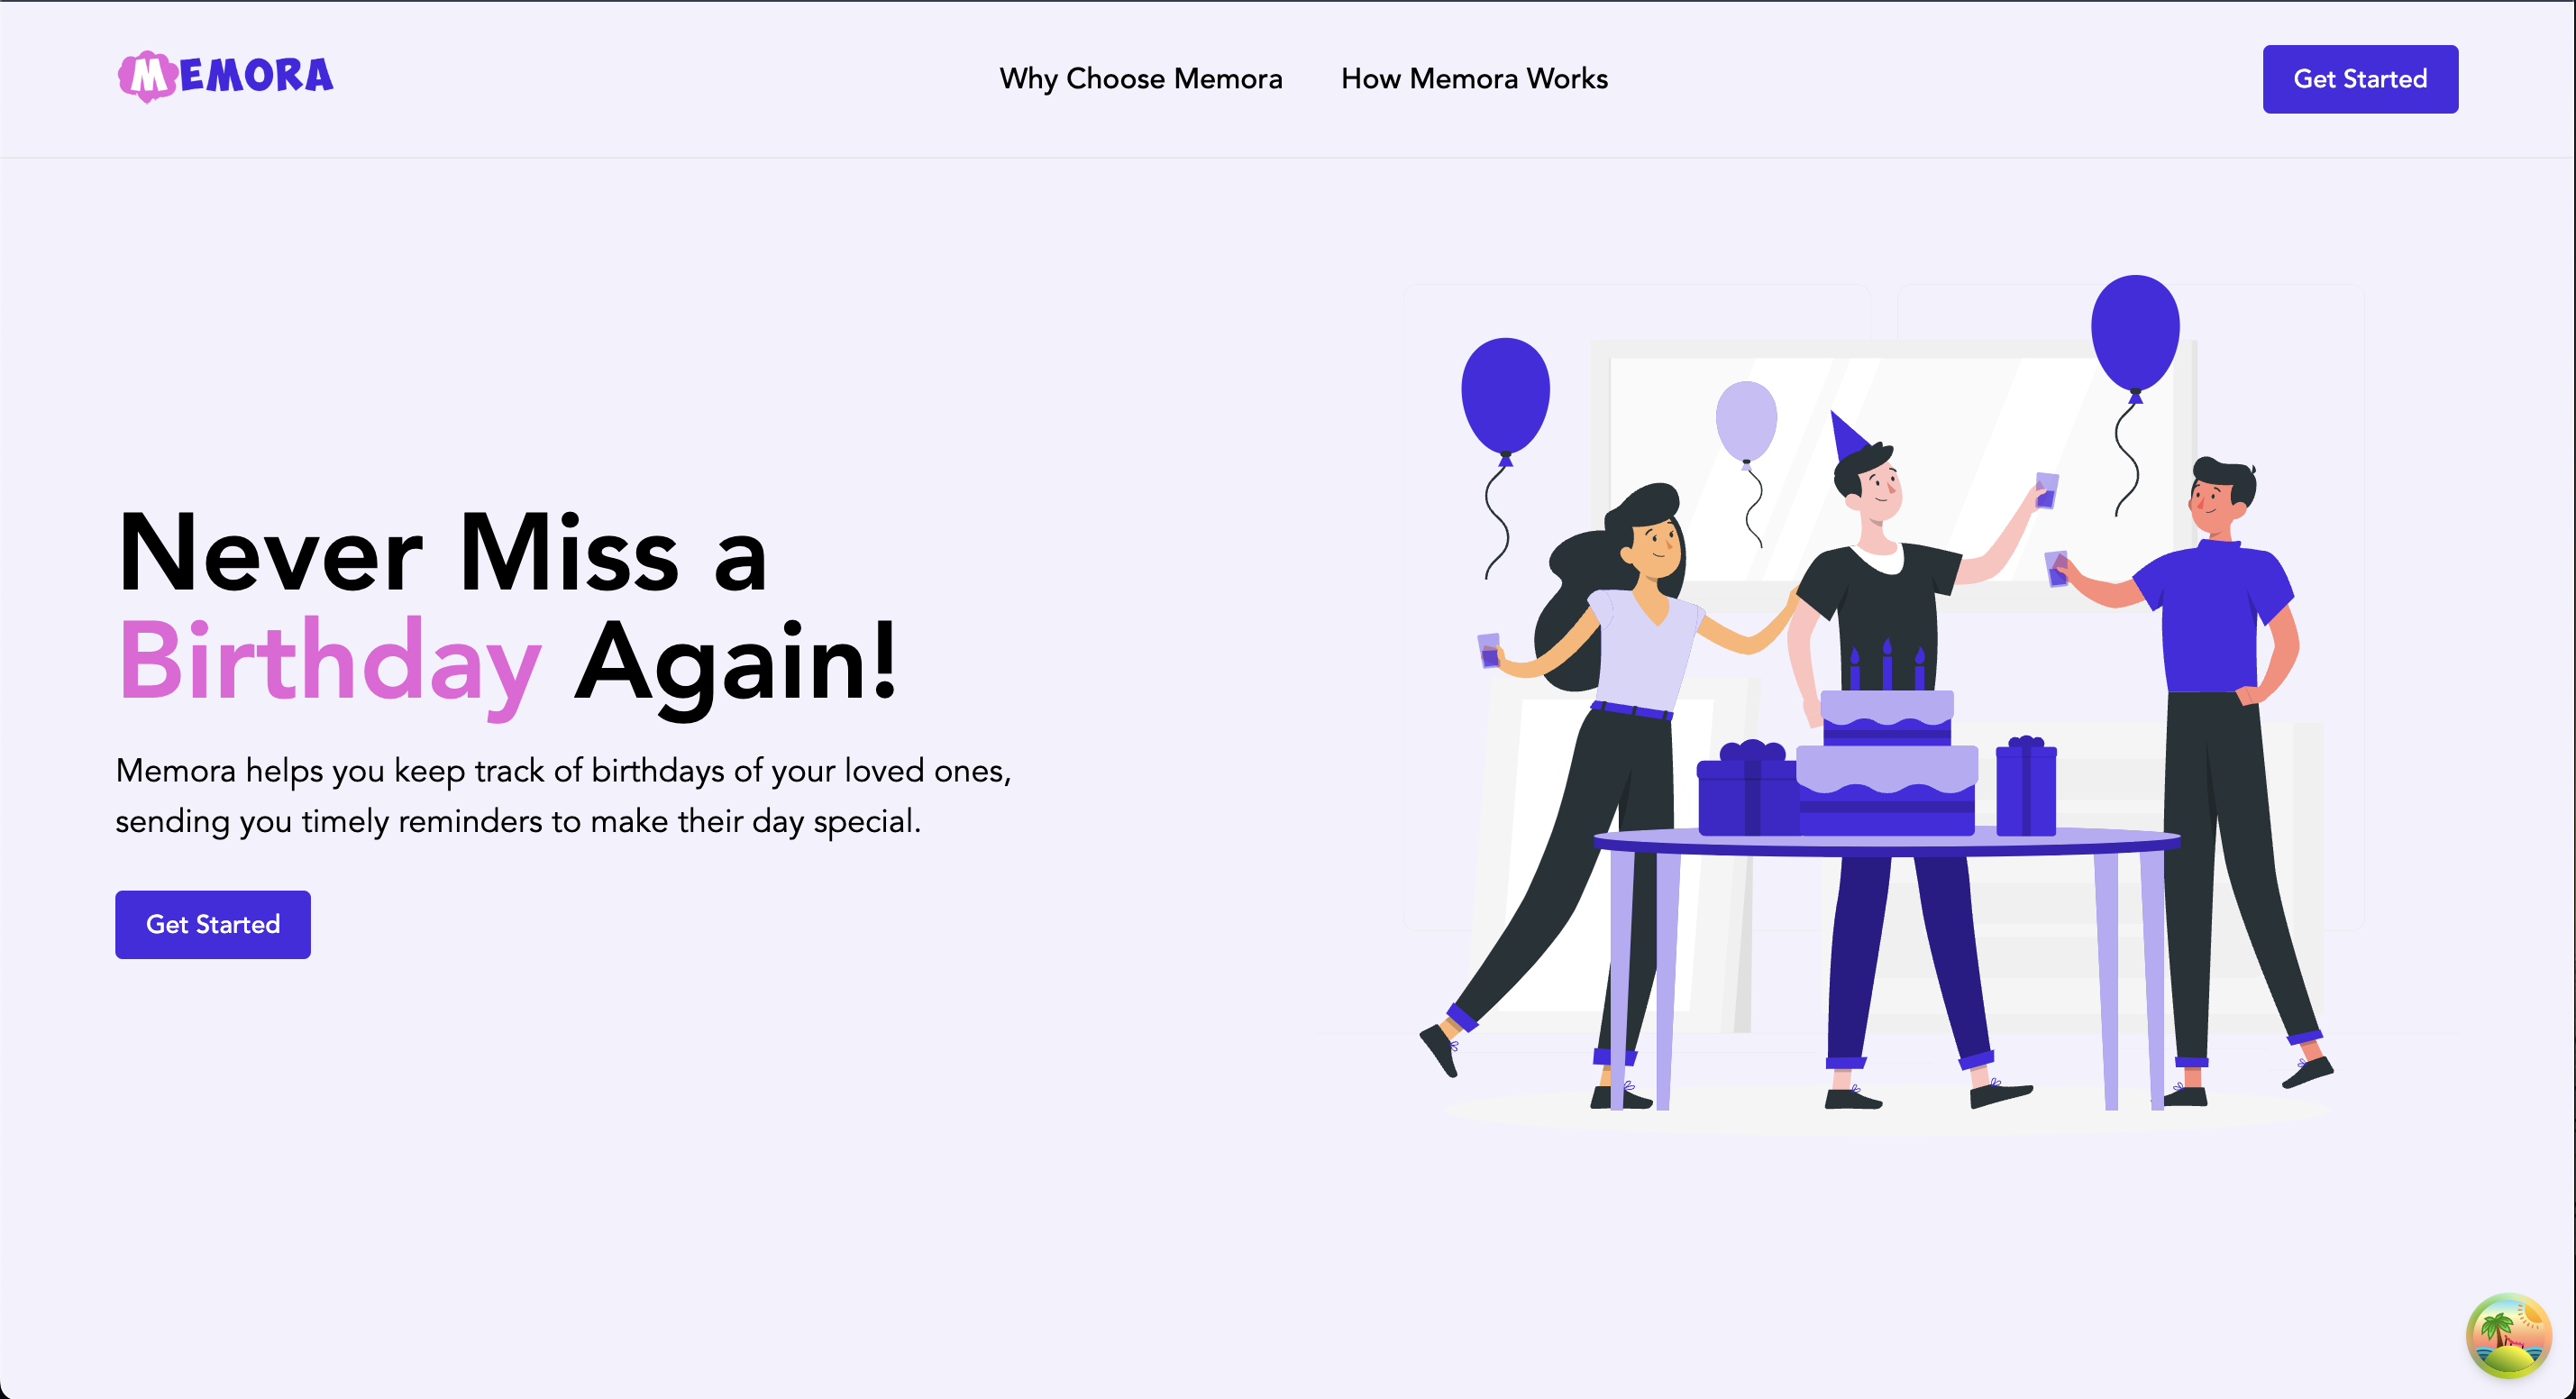 MEMORA
Why Choose Memora
How Memora Works
Get Started
Never Miss a
Birthday Again!
Memora helps you keep track of birthdays of your loved ones,
sending you timely reminders to make their day special.
Get Started